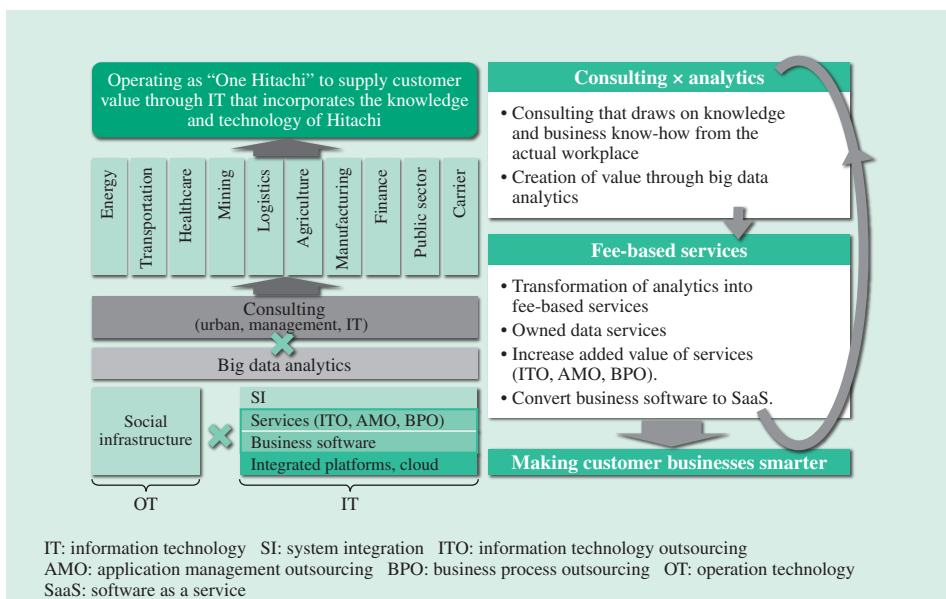 Operating as “One Hitachi” to supply customer
value through IT that incorporates the knowledge
and technology of Hitachi
Energy
Transportation
Healthcare
Mining
Logistics
Agriculture
Manufacturing
Finance
Public sector
Carrier
Consulting
(urban, management, IT)
Big data analytics
Social
infrastructure
SI
Services (ITO, AMO, BPO)
Business software
Integrated platforms, cloud
OT
IT
Consulting × analytics
• Consulting that draws on knowledge
and business know-how from the
actual workplace
• Creation of value through big data
analytics
Fee-based services
• Transformation of analytics into
fee-based services
• Owned data services
• Increase added value of services
(ITO, AMO, BPO).
• Convert business software to SaaS.
Making customer businesses smarter
IT: information technology SI: system integration ITO: information technology outsourcing
AMO: application management outsourcing BPO: business process outsourcing OT: operation technology
SaaS: software as a service